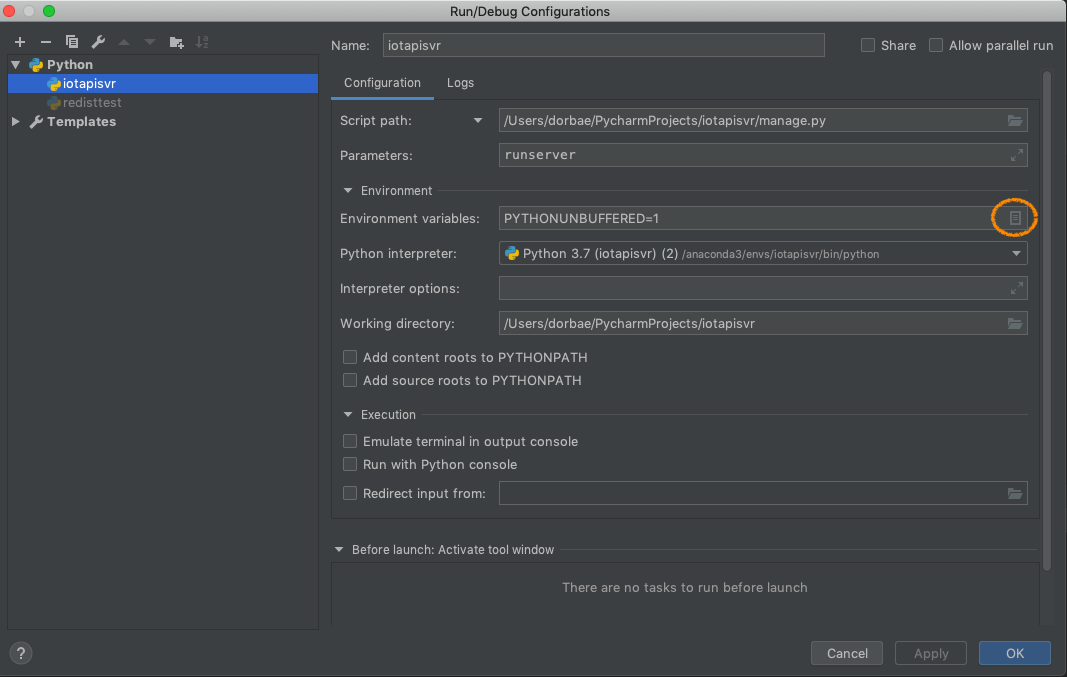 Run/Debug Configurations
Name: iotapisvr
Share
Allow parallel run
Python
iotapisvr
redisttest
Templates
Configuration
Logs
Script path: /Users/dorbae/PycharmProjects/iotapisvr/manage.py
Parameters: runserver
Environment
Environment variables: PYTHONUNBUFFERED=1
Python interpreter: Python 3.7 (iotapisvr) (2) /anaconda3/envs/iotapisvr/bin/python
Interpreter options:
Working directory: /Users/dorbae/PycharmProjects/iotapisvr
Add content roots to PYTHONPATH
Add source roots to PYTHONPATH
Execution
Emulate terminal in output console
Run with Python console
Redirect input from:
Before launch: Activate tool window
There are no tasks to run before launch
?
Cancel
Apply
OK